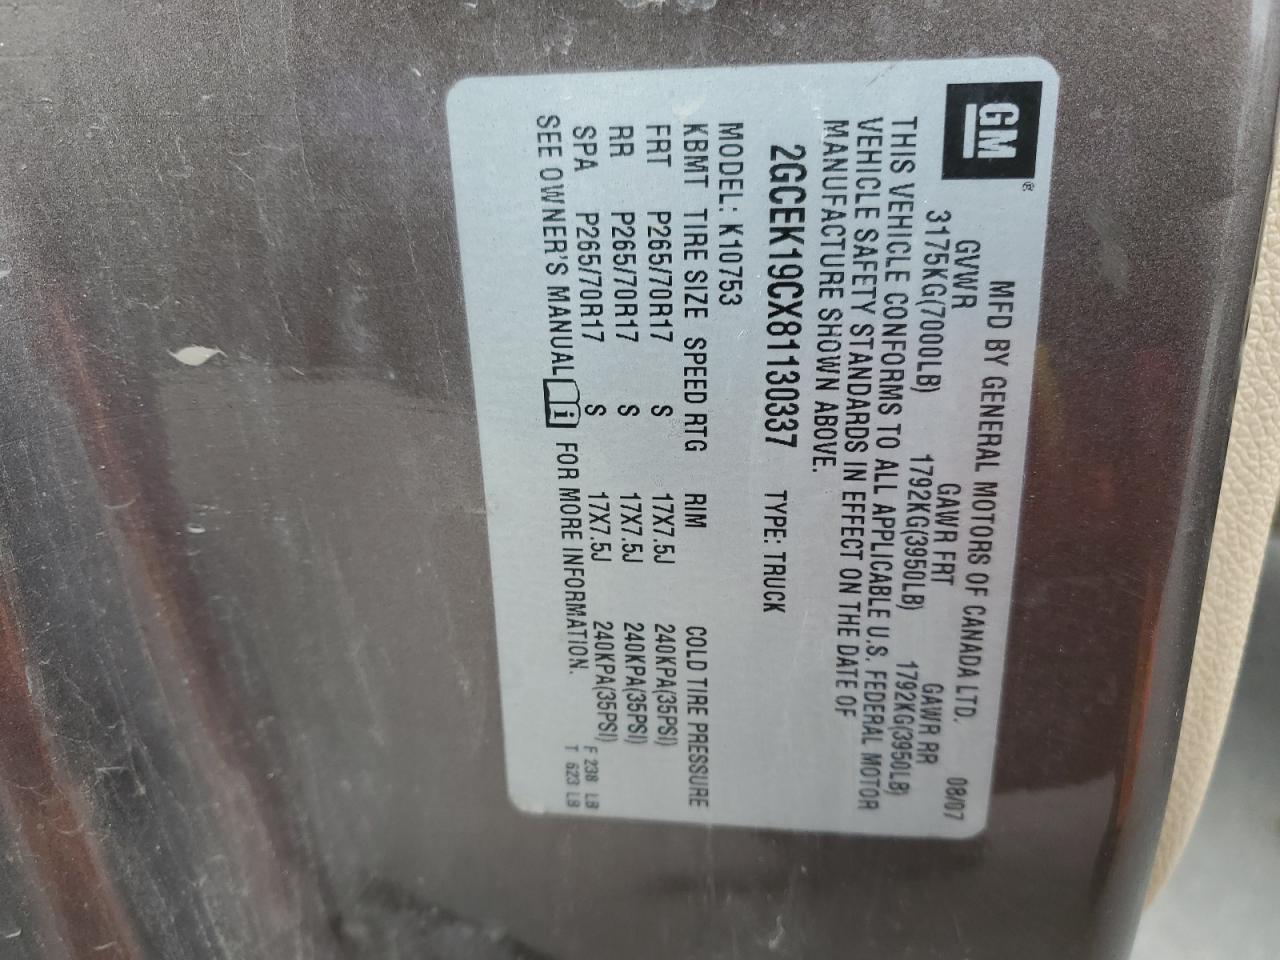 GM®
MFD BY GENERAL MOTORS OF CANADA LTD. 08/07
GVWR GAWR FRT GAWR RR
3175KG(7000LB) 1792KG(3950LB) 1792KG(3950LB)
THIS VEHICLE CONFORMS TO ALL APPLICABLE U.S. FEDERAL MOTOR
VEHICLE SAFETY STANDARDS IN EFFECT ON THE DATE OF
MANUFACTURE SHOWN ABOVE.
2GCEK19CX81130337 TYPE: TRUCK
MODEL: K10753
KBMT TIRE SIZE SPEED RTG RIM COLD TIRE PRESSURE
FRT P265/70R17 S 17X7.5J 240KPA(35PSI)
RR P265/70R17 S 17X7.5J 240KPA(35PSI)
SPA P265/70R17 S 17X7.5J 240KPA(35PSI)
SEE OWNER'S MANUAL i FOR MORE INFORMATION.
F 238 LB
T 623 LB